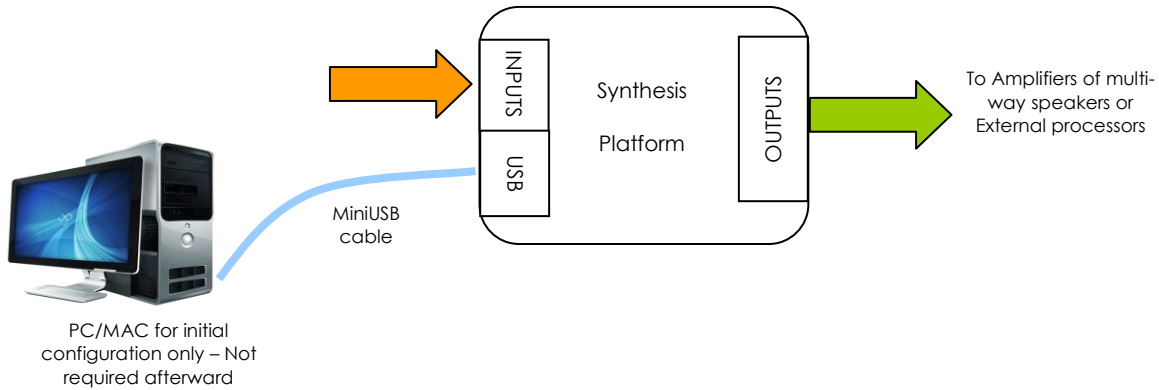 INPUTS
USB
Synthesis
Platform
OUTPUTS
To Amplifiers of multi-
way speakers or
External processors
MiniUSB
cable
PC/MAC for initial
configuration only – Not
required afterward